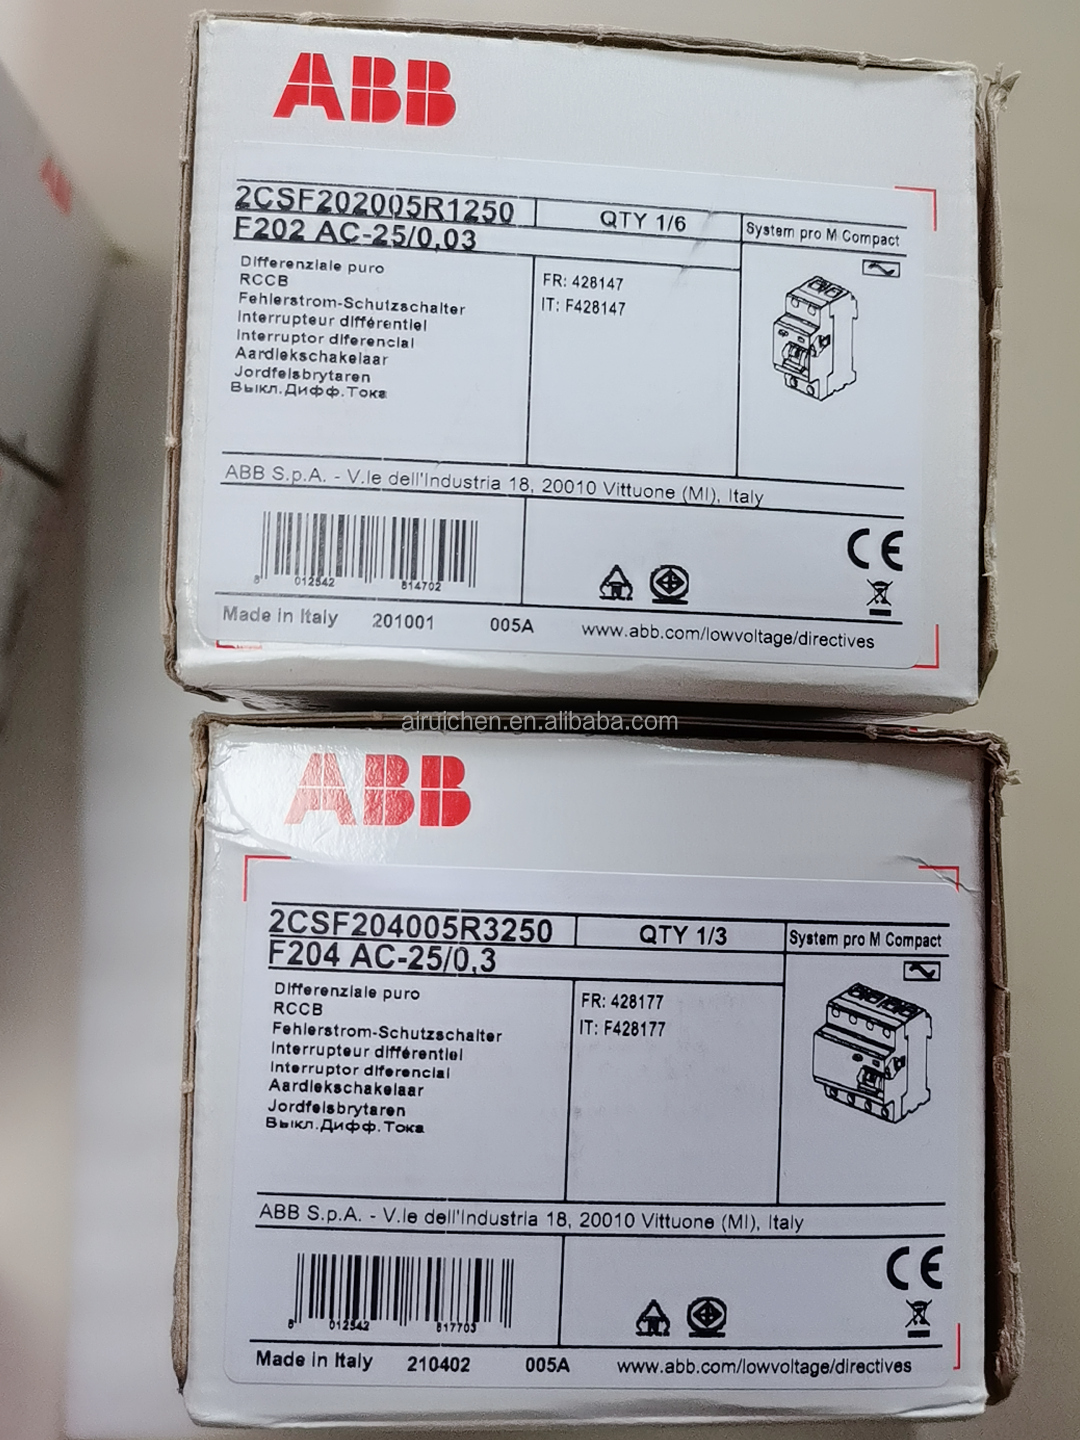 ABB
2CSF202005R1250
F202 AC-25/0,03
QTY 1/6
System pro M Compact
Differenziale puro
RCCB
Fehlerstrom-Schutzschalter
Interrupteur différentiel
Interruptor diferencial
Aardlekschakelaar
Jordfelsbrytaren
Выкл.Дифф.Тока
FR: 428147
IT: F428147
ABB S.p.A. - V.le dell'Industria 18, 20010 Vittuone (MI), Italy
8 012542 814702
CE
Made in Italy 201001 005A www.abb.com/lowvoltage/directives
airuichen.en.alibaba.com
ABB
2CSF204005R3250
F204 AC-25/0,3
QTY 1/3
System pro M Compact
Differenziale puro
RCCB
Fehlerstrom-Schutzschalter
Interrupteur différentiel
Interruptor diferencial
Aardlekschakelaar
Jordfelsbrytaren
Выкл.Дифф.Тока
FR: 428177
IT: F428177
ABB S.p.A. - V.le dell'Industria 18, 20010 Vittuone (MI), Italy
8 012542 817703
CE
Made in Italy 210402 005A www.abb.com/lowvoltage/directives